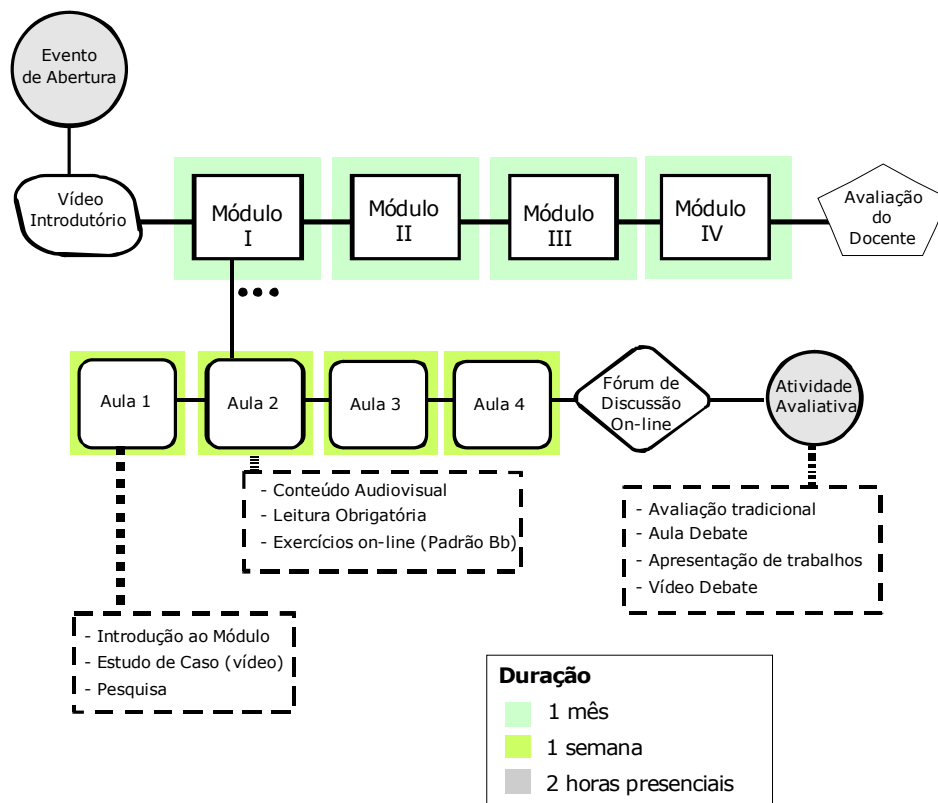 Evento
de Abertura
Vídeo
Introdutório
Módulo
I
Módulo
II
Módulo
III
Módulo
IV
Avaliação
do
Docente
Aula 1
Aula 2
Aula 3
Aula 4
Fórum de
Discussão
On-line
Atividade
Avaliativa
- Conteúdo Audiovisual
- Leitura Obrigatória
- Exercícios on-line (Padrão Bb)
- Avaliação tradicional
- Aula Debate
- Apresentação de trabalhos
- Vídeo Debate
- Introdução ao Módulo
- Estudo de Caso (vídeo)
- Pesquisa
Duração
1 mês
1 semana
2 horas presenciais